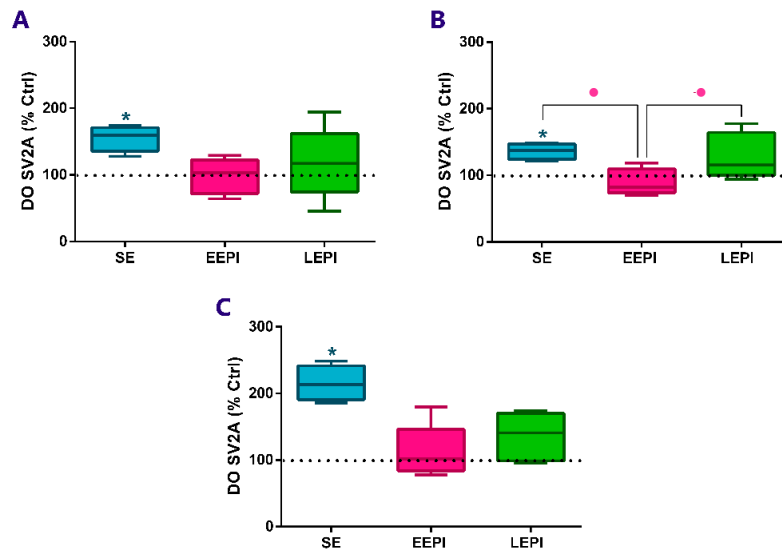 A
DO SV2A (% Ctrl)
300
200
100
0
*
SE
EEPI
LEPI
B
DO SV2A (% Ctrl)
300
200
100
0
*
SE
EEPI
LEPI
C
DO SV2A (% Ctrl)
300
200
100
0
*
SE
EEPI
LEPI